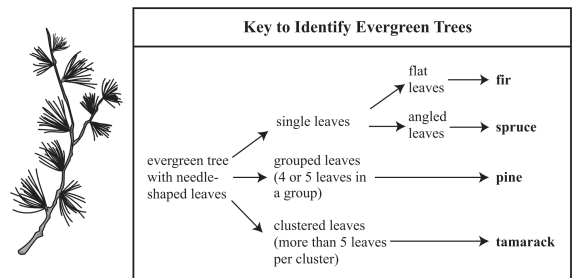 Key to Identify Evergreen Trees
flat
leaves
fir
single leaves
angled
leaves
spruce
evergreen tree
with needle-
shaped leaves
grouped leaves
(4 or 5 leaves in
a group)
pine
clustered leaves
(more than 5 leaves
per cluster)
tamarack